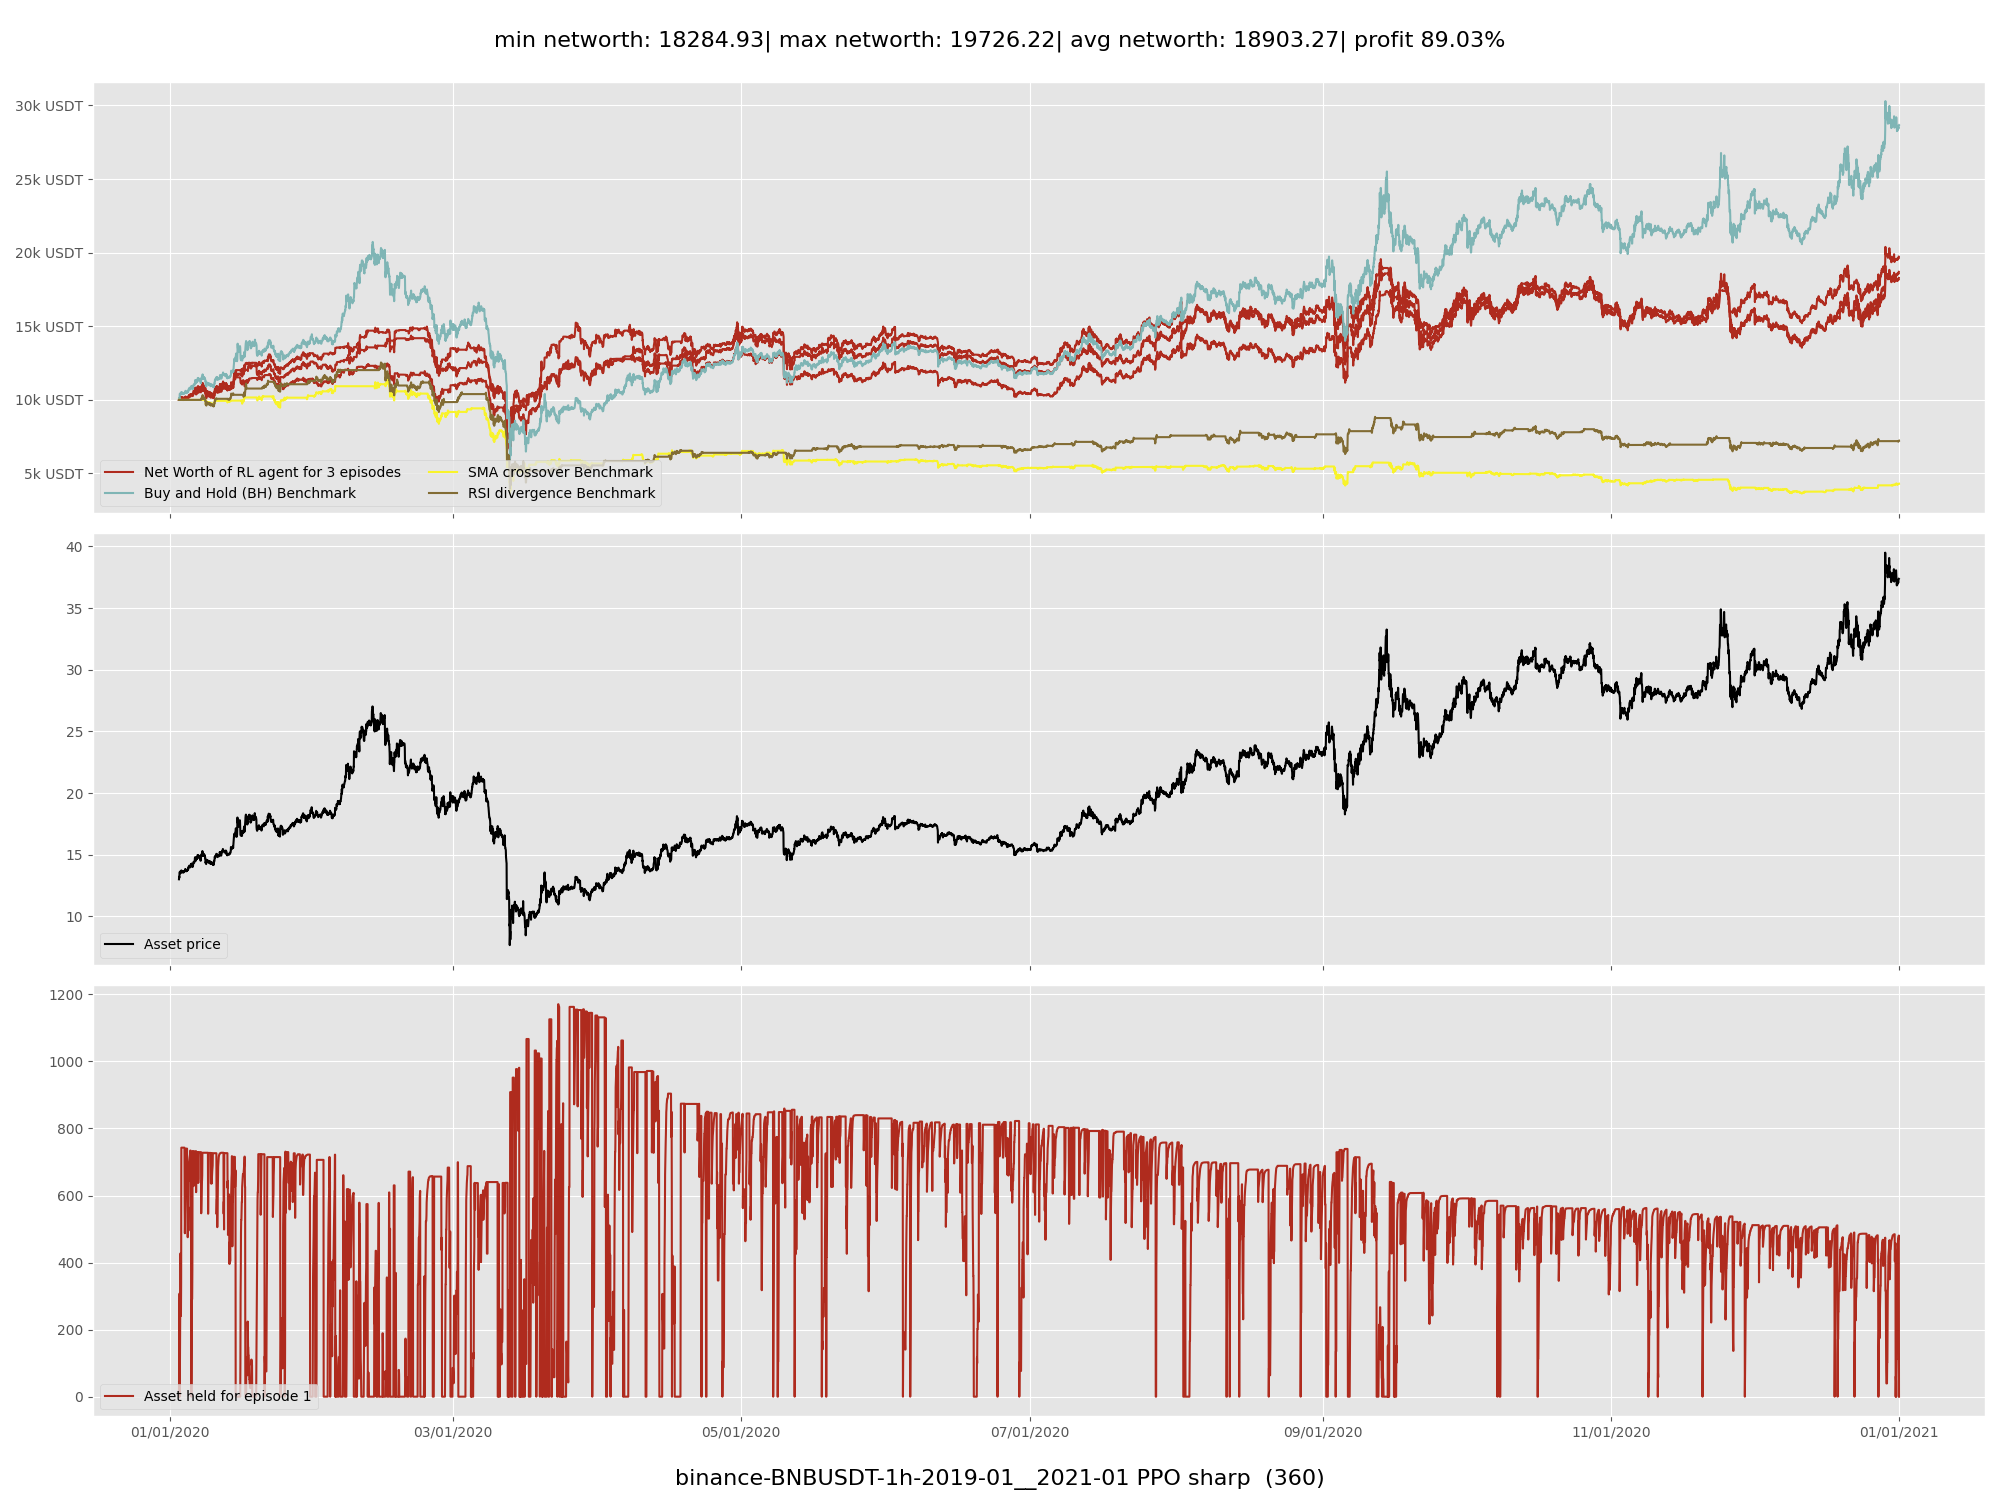 min networth: 18284.93| max networth: 19726.22| avg networth: 18903.27| profit 89.03%
30k USDT
25k USDT
20k USDT
15k USDT
10k USDT
5k USDT
Net Worth of RL agent for 3 episodes
Buy and Hold (BH) Benchmark
SMA crossover Benchmark
RSI divergence Benchmark
40
35
30
25
20
15
10
Asset price
1200
1000
800
600
400
200
0
Asset held for episode 1
01/01/2020 03/01/2020 05/01/2020 07/01/2020 09/01/2020 11/01/2020 01/01/2021
binance-BNBUSDT-1h-2019-01__2021-01 PPO sharp  (360)